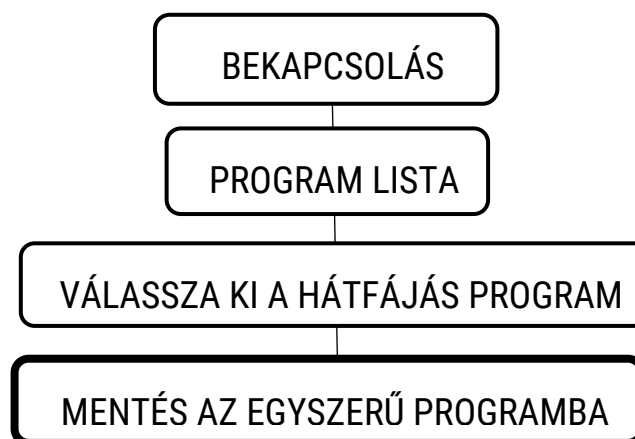 BEKAPCSOLÁS
PROGRAM LISTA
VÁLASSZA KI A HÁTFÁJÁS PROGRAM
MENTÉS AZ EGYSZERŰ PROGRAMBA